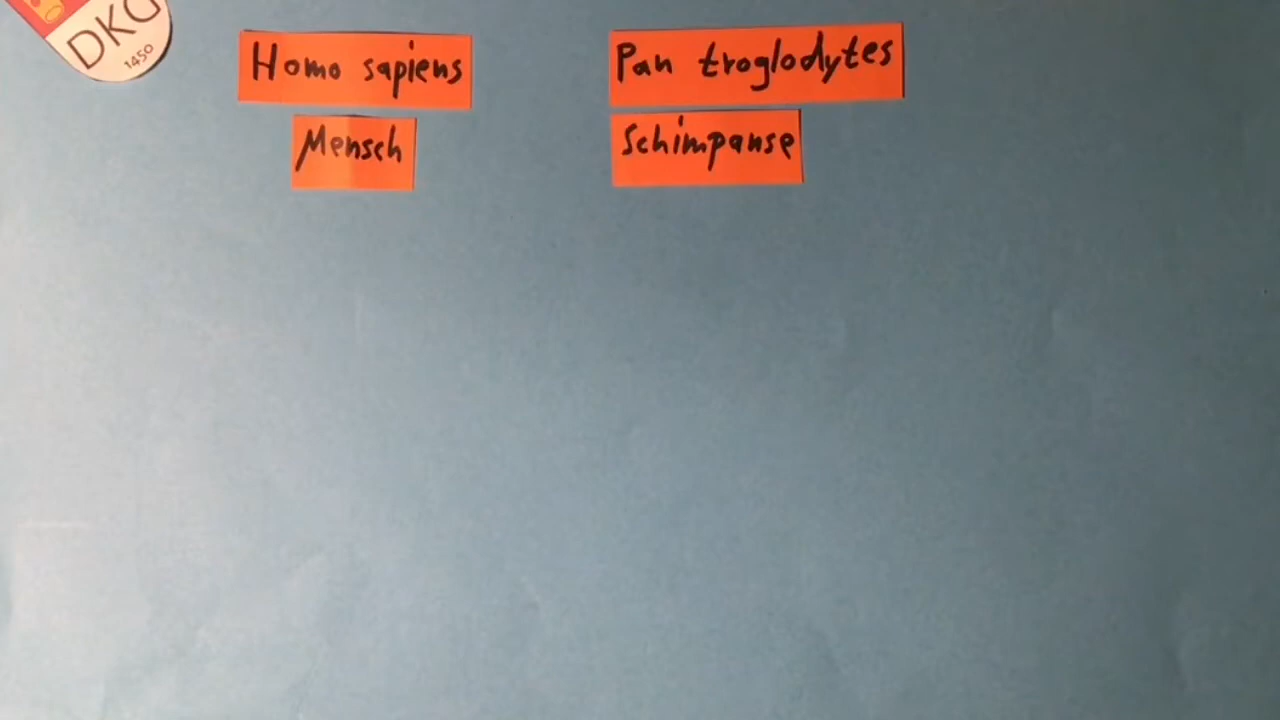 DKG
1450
Homo sapiens
Mensch
Pan troglodytes
Schimpanse